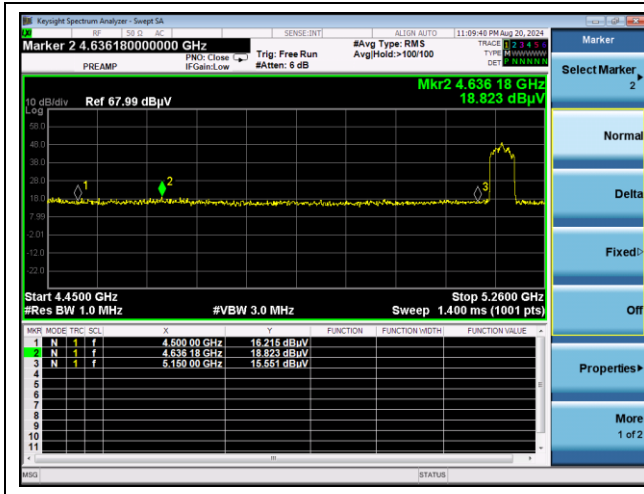 Keysight Spectrum Analyzer - Swept SA
RF 50 Ω AC SENSE:INT ALIGN AUTO 11:09:40 PM Aug 20, 2024
Marker 2 4.636180000000 GHz
PREAMP
PNO: Close
IFGain:Low
Trig: Free Run
#Atten: 6 dB
#Avg Type: RMS
Avg|Hold:>100/100
TRACE 1 2 3 4 5 6
TYPE M W W W W W
DET P N N N N N
Mkr2 4.636 18 GHz
18.823 dBµV
10 dB/div Ref 67.99 dBµV
Log
58.0
48.0
38.0
28.0
18.0
7.99
-2.01
-12.0
-22.0
1
2
3
Start 4.4500 GHz Stop 5.2600 GHz
#Res BW 1.0 MHz #VBW 3.0 MHz Sweep 1.400 ms (1001 pts)
MKR MODE TRC SCL X Y FUNCTION FUNCTION WIDTH FUNCTION VALUE
1 N 1 f 4.500 00 GHz 16.215 dBµV
2 N 1 f 4.636 18 GHz 18.823 dBµV
3 N 1 f 5.150 00 GHz 15.551 dBµV
4
5
6
7
8
9
10
11
MSG STATUS
Marker
Select Marker
2
Normal
Delta
Fixed
Off
Properties
More
1 of 2